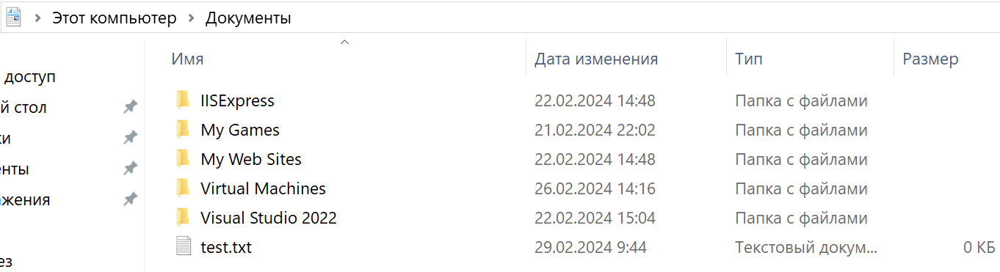 Этот компьютер > Документы
Имя Дата изменения Тип Размер
доступ
й стол
ки
енты
ажения
ез
IISExpress 22.02.2024 14:48 Папка с файлами
My Games 21.02.2024 22:02 Папка с файлами
My Web Sites 22.02.2024 14:48 Папка с файлами
Virtual Machines 26.02.2024 14:16 Папка с файлами
Visual Studio 2022 22.02.2024 15:04 Папка с файлами
test.txt 29.02.2024 9:44 Текстовый докум... 0 КБ